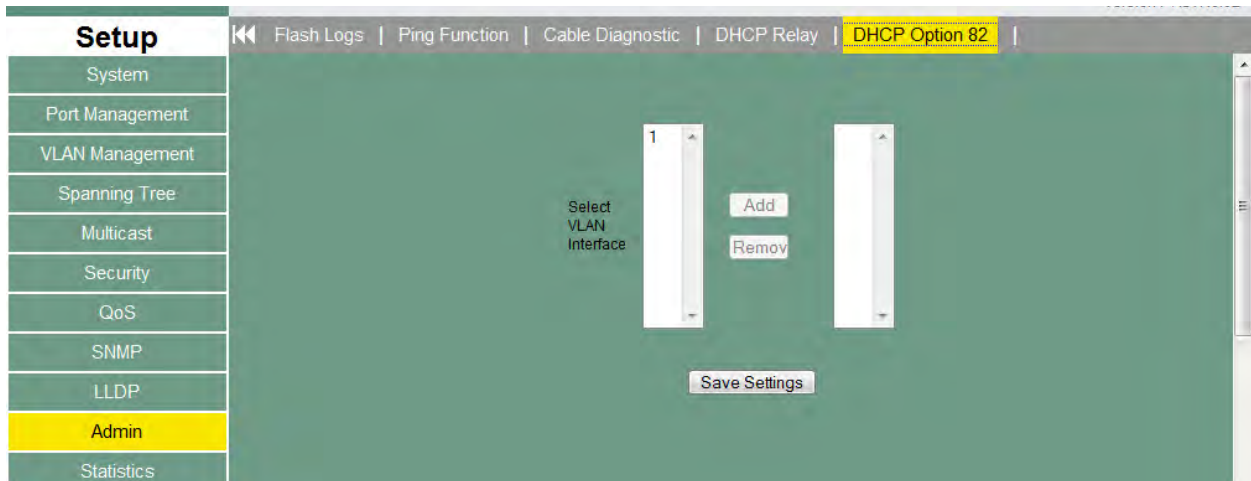 Setup
Flash Logs | Ping Function | Cable Diagnostic | DHCP Relay | DHCP Option 82 |
System
Port Management
VLAN Management
Spanning Tree
Multicast
Security
QoS
SNMP
LLDP
Admin
Statistics
1
Select
VLAN
Interface
Add
Remov
Save Settings